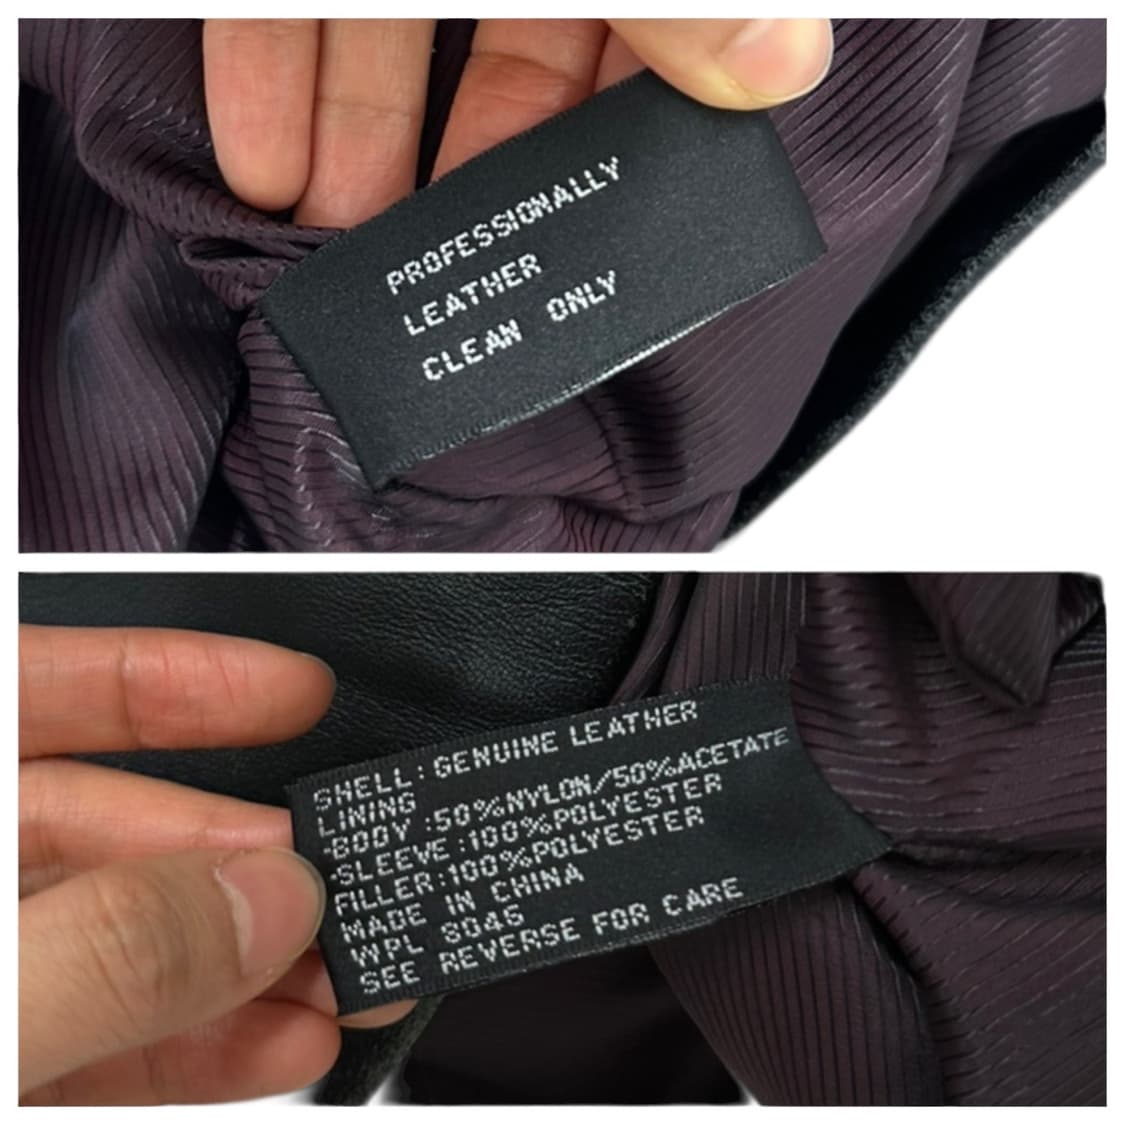 PROFESSIONALLY
LEATHER
CLEAN ONLY
SHELL:GENUINE LEATHER
LINING
-BODY :50%NYLON/50%ACETATE
-SLEEVE:100%POLYESTER
FILLER:100%POLYESTER
MADE IN CHINA
WPL 8046
SEE REVERSE FOR CARE